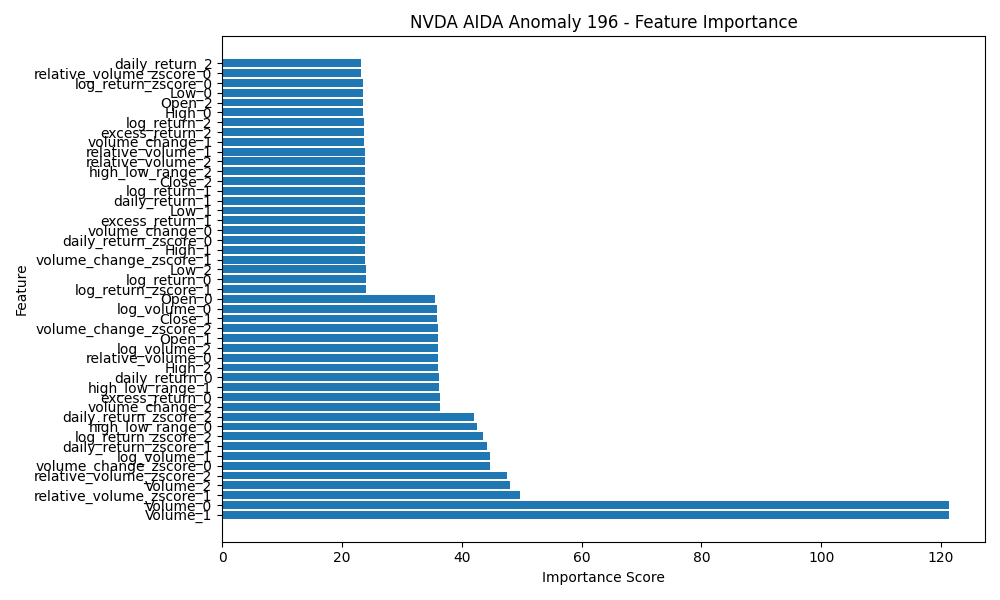 NVDA AIDA Anomaly 196 - Feature Importance
daily_return_2
relative_volume_zscore_0
log_return_zscore_0
Low_0
Open_2
High_0
log_return_2
excess_return_2
volume_change_1
relative_volume_1
relative_volume_2
high_low_range_2
Close_2
log_return_1
daily_return_1
Low_1
excess_return_1
volume_change_0
daily_return_zscore_0
High_1
volume_change_zscore_1
Low_2
log_return_0
log_return_zscore_1
Open_0
log_volume_0
Close_1
volume_change_zscore_2
Open_1
log_volume_2
relative_volume_0
High_2
daily_return_0
high_low_range_1
excess_return_0
volume_change_2
daily_return_zscore_2
high_low_range_0
log_return_zscore_2
daily_return_zscore_1
log_volume_1
volume_change_zscore_0
relative_volume_zscore_2
Volume_2
relative_volume_zscore_1
Volume_0
Volume_1
Feature
0 20 40 60 80 100 120
Importance Score